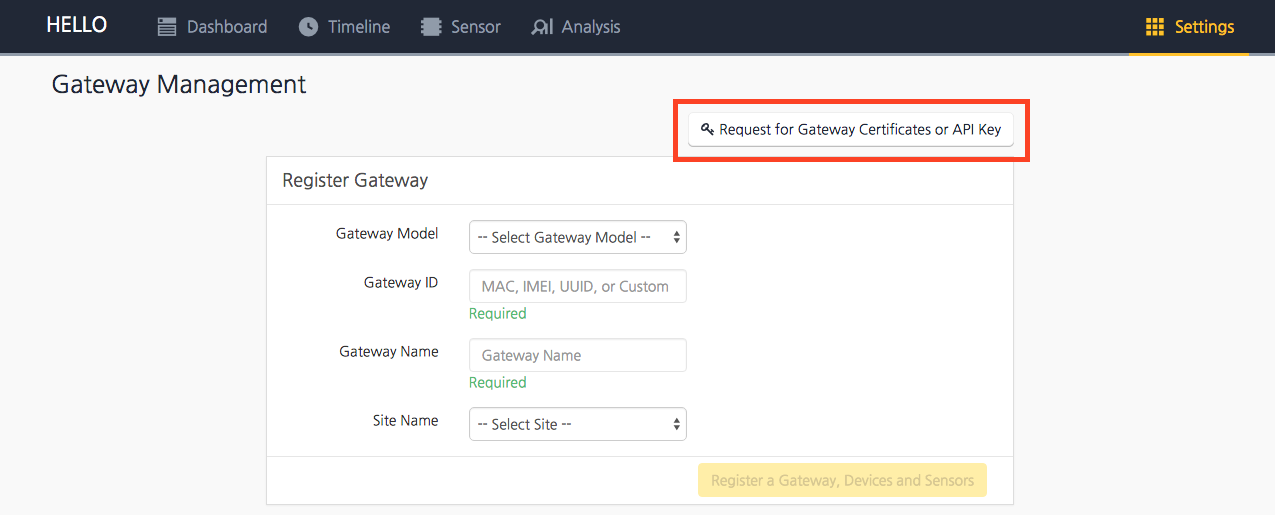 HELLO Dashboard Timeline Sensor Analysis Settings
Gateway Management
Request for Gateway Certificates or API Key
Register Gateway
Gateway Model -- Select Gateway Model --
Gateway ID MAC, IMEI, UUID, or Custom
Required
Gateway Name Gateway Name
Required
Site Name -- Select Site --
Register a Gateway, Devices and Sensors